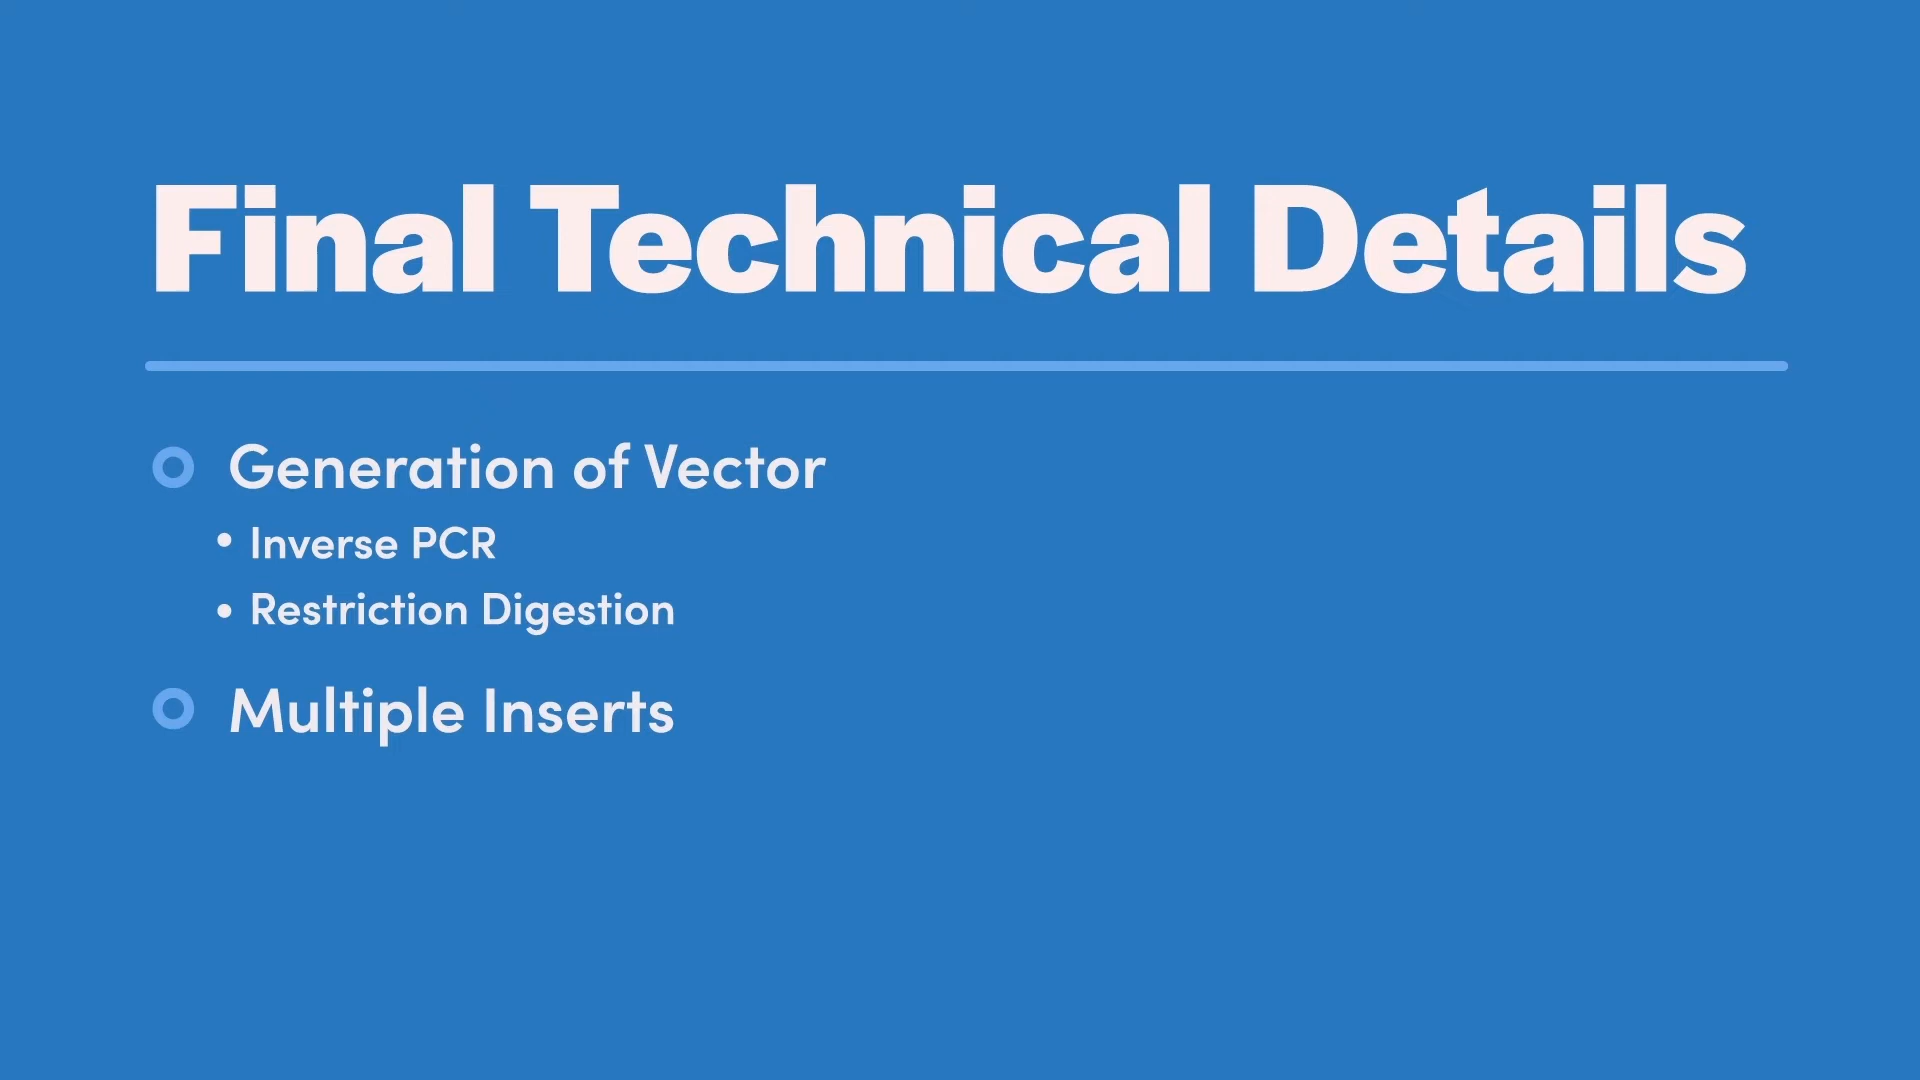 Final Technical Details
Generation of Vector
• Inverse PCR
• Restriction Digestion
Multiple Inserts